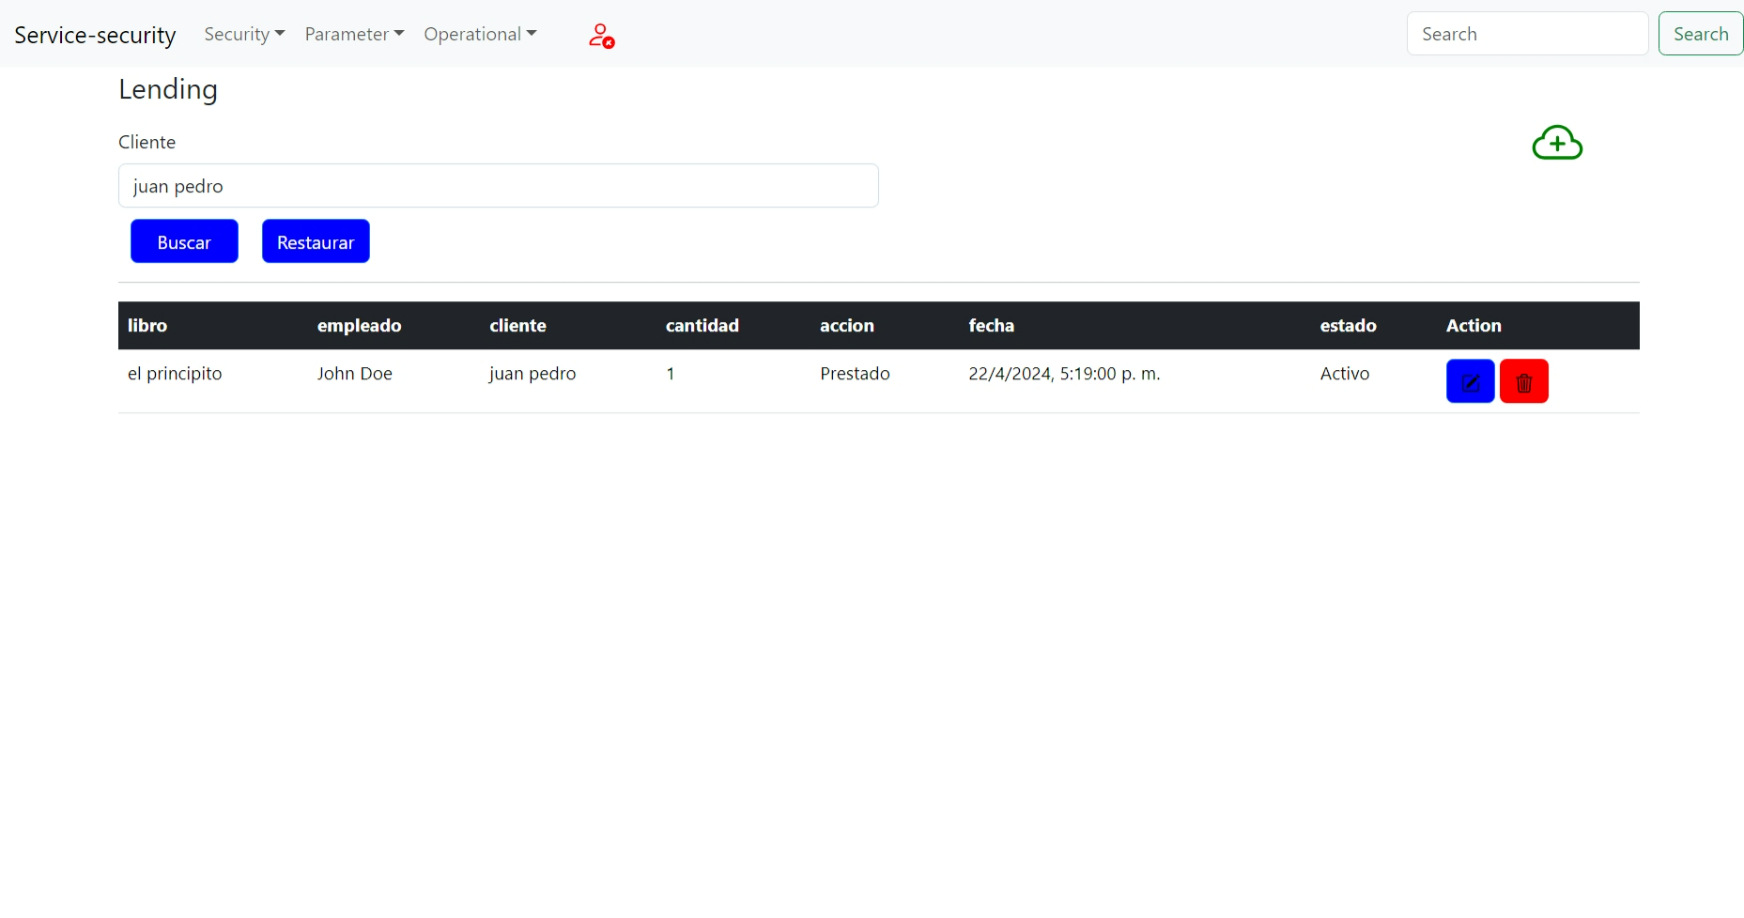 Service-security Security Parameter Operational Search Search
Lending
Cliente
juan pedro
Buscar Restaurar
libro empleado cliente cantidad accion fecha estado Action
el principito John Doe juan pedro 1 Prestado 22/4/2024, 5:19:00 p. m. Activo